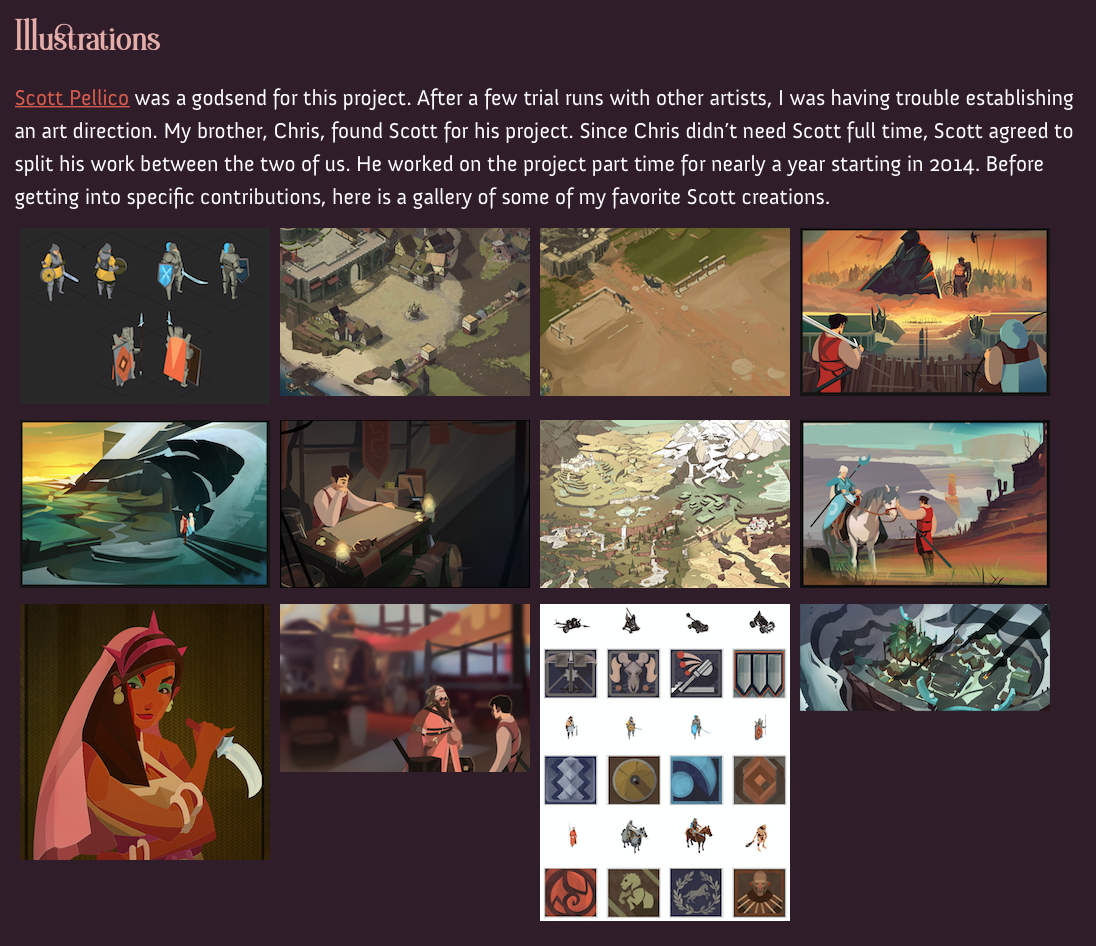 Illustrations
Scott Pellico was a godsend for this project. After a few trial runs with other artists, I was having trouble establishing
an art direction. My brother, Chris, found Scott for his project. Since Chris didn’t need Scott full time, Scott agreed to
split his work between the two of us. He worked on the project part time for nearly a year starting in 2014. Before
getting into specific contributions, here is a gallery of some of my favorite Scott creations.